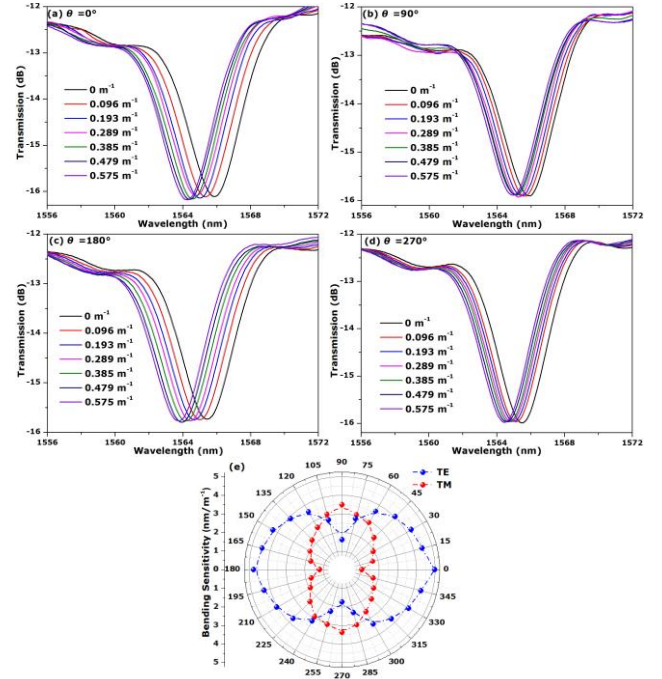 (a) θ =0°
Transmission (dB)
-12
-13
-14
-15
-16
0 m⁻¹
0.096 m⁻¹
0.193 m⁻¹
0.289 m⁻¹
0.385 m⁻¹
0.479 m⁻¹
0.575 m⁻¹
1556 1560 1564 1568 1572
Wavelength (nm)
(b) θ =90°
Transmission (dB)
-12
-13
-14
-15
-16
0 m⁻¹
0.096 m⁻¹
0.193 m⁻¹
0.289 m⁻¹
0.385 m⁻¹
0.479 m⁻¹
0.575 m⁻¹
1556 1560 1564 1568 1572
Wavelength (nm)
(c) θ =180°
Transmission (dB)
-12
-13
-14
-15
-16
0 m⁻¹
0.096 m⁻¹
0.193 m⁻¹
0.289 m⁻¹
0.385 m⁻¹
0.479 m⁻¹
0.575 m⁻¹
1556 1560 1564 1568 1572
Wavelength (nm)
(d) θ =270°
Transmission (dB)
-12
-13
-14
-15
-16
0 m⁻¹
0.096 m⁻¹
0.193 m⁻¹
0.289 m⁻¹
0.385 m⁻¹
0.479 m⁻¹
0.575 m⁻¹
1556 1560 1564 1568 1572
Wavelength (nm)
(e)
TE
TM
Bending Sensitivity (nm/m⁻¹)
5
4
3
2
1
0
1
2
3
4
5
90
75
60
45
30
15
0
345
330
315
300
285
270
255
240
225
210
195
180
165
150
135
120
105